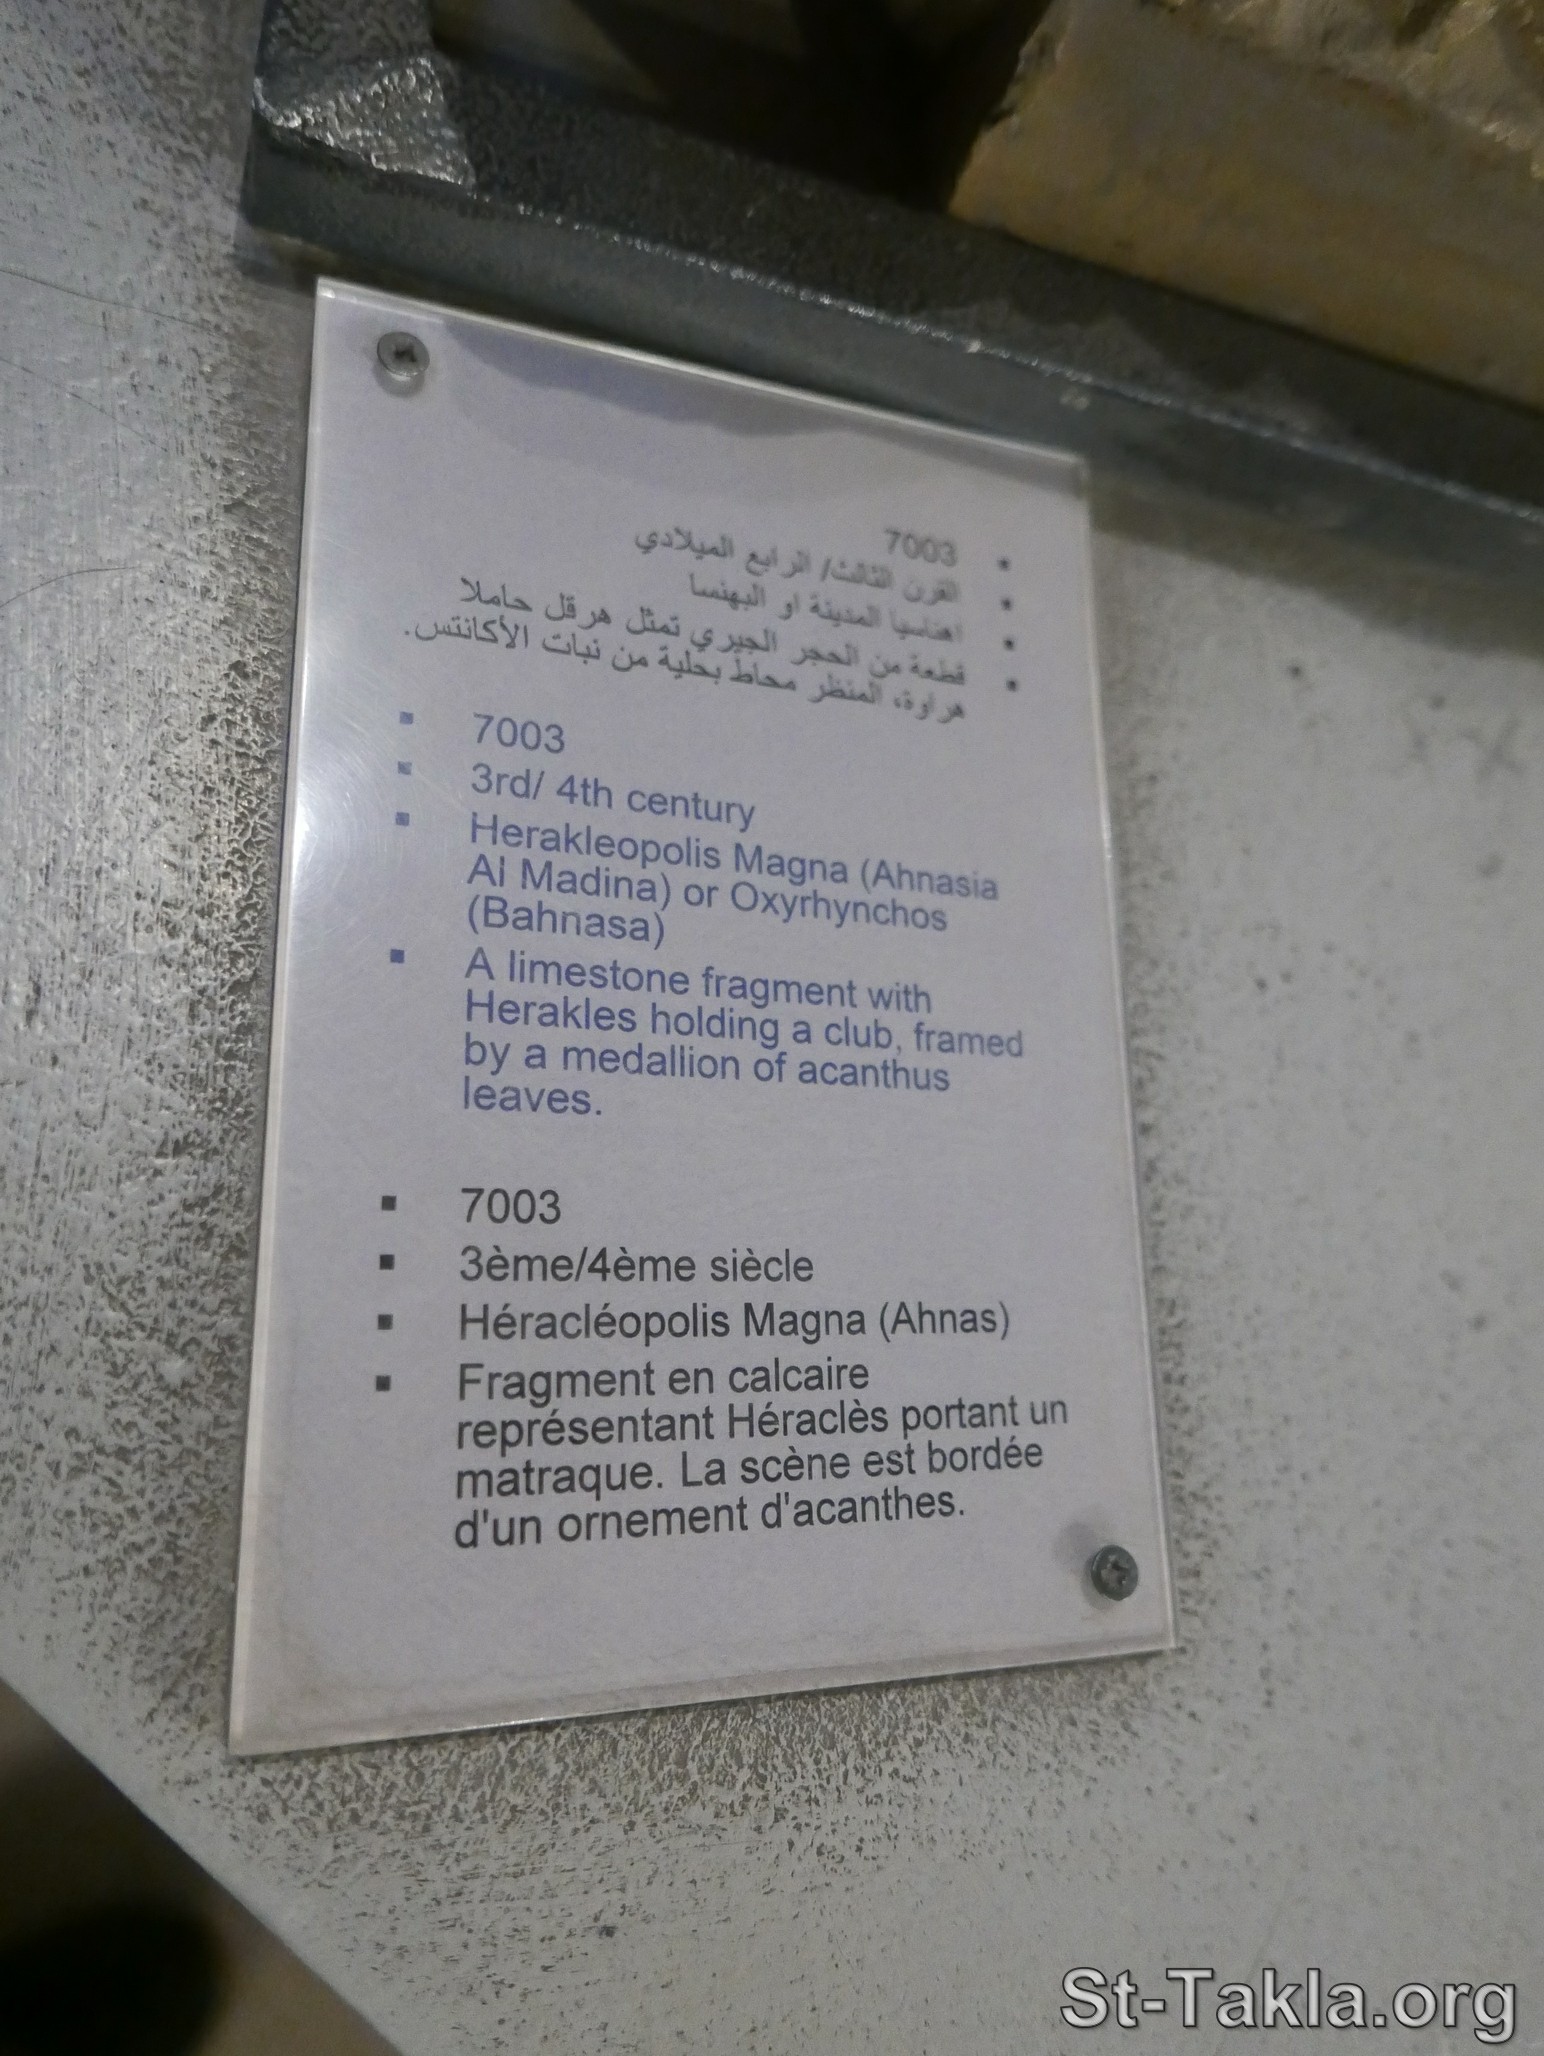 7003
القرن الثالث/ الرابع الميلادي
اهناسيا المدينة او البهنسا
قطعة من الحجر الجيري تمثل هرقل حاملا
هراوة، المنظر محاط بحلية من نبات الأكانتس.
7003
3rd/ 4th century
Herakleopolis Magna (Ahnasia
Al Madina) or Oxyrhynchos
(Bahnasa)
A limestone fragment with
Herakles holding a club, framed
by a medallion of acanthus
leaves.
7003
3ème/4ème siècle
Héracléopolis Magna (Ahnas)
Fragment en calcaire
représentant Héraclès portant un
matraque. La scène est bordée
d'un ornement d'acanthes.
St-Takla.org